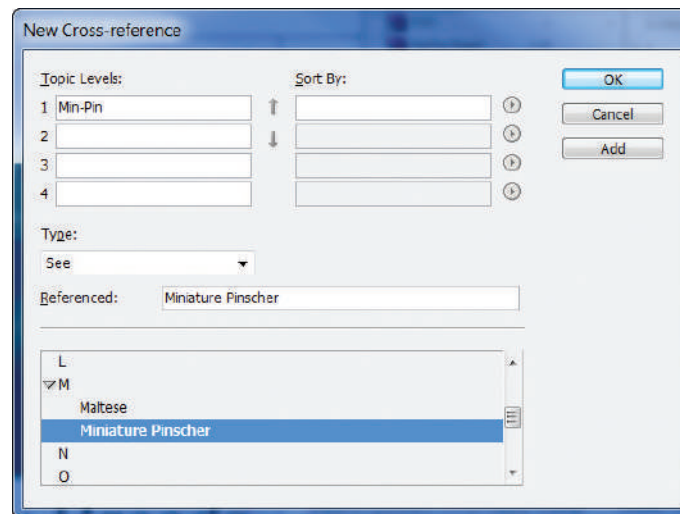 New Cross-reference
Topic Levels:
Sort By:
OK
1 Min-Pin
Cancel
2
Add
3
4
Type:
See
Referenced: Miniature Pinscher
L
M
Maltese
Miniature Pinscher
N
O